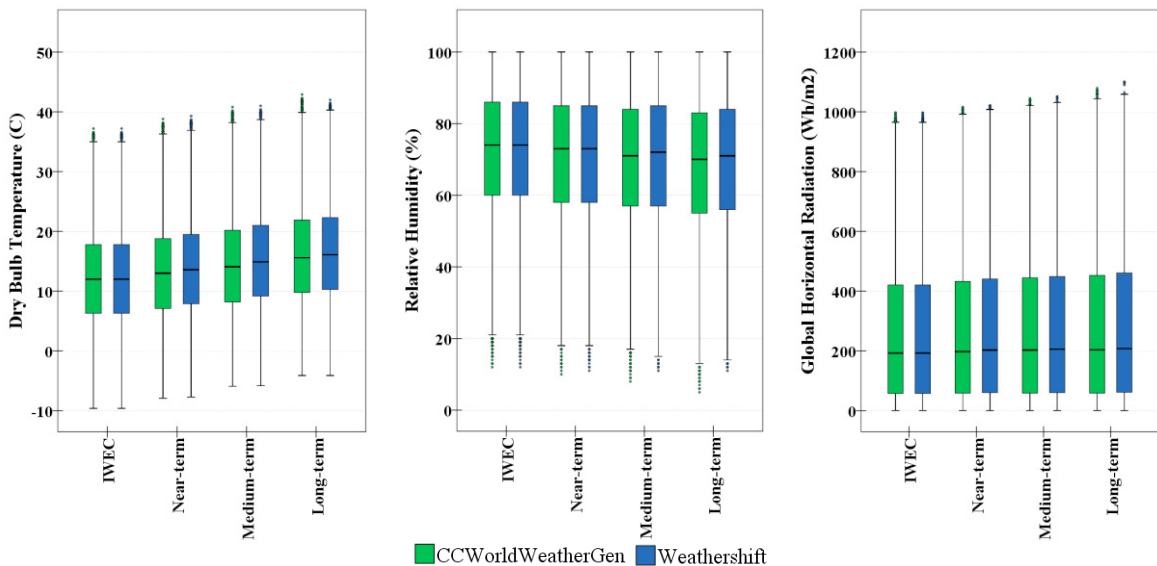 Dry Bulb Temperature (C)
50
40
30
20
10
0
-10
IWEC
Near-term
Medium-term
Long-term
Relative Humidity (%)
100
80
60
40
20
0
IWEC
Near-term
Medium-term
Long-term
Global Horizontal Radiation (Wh/m2)
1200
1000
800
600
400
200
0
IWEC
Near-term
Medium-term
Long-term
CCWorldWeatherGen Weathershift